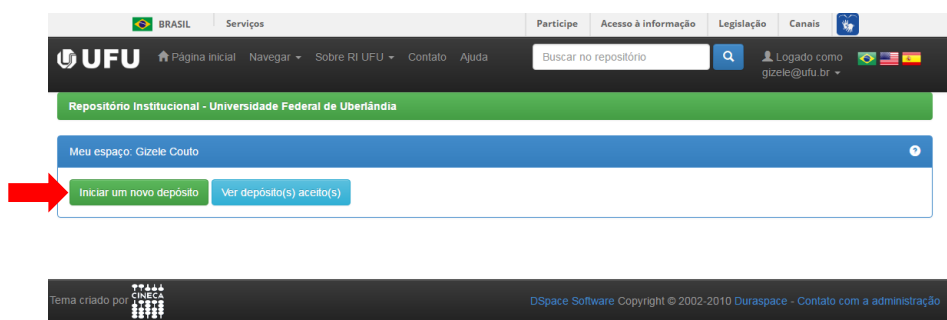 BRASIL Serviços Participe Acesso à informação Legislação Canais
UFU Página inicial Navegar Sobre RI UFU Contato Ajuda Buscar no repositório Logado como
gizele@ufu.br
Repositório Institucional - Universidade Federal de Uberlândia
Meu espaço: Gizele Couto
Iniciar um novo depósito Ver depósito(s) aceito(s)
Tema criado por CINECA DSpace Software Copyright © 2002-2010 Duraspace - Contato com a administração